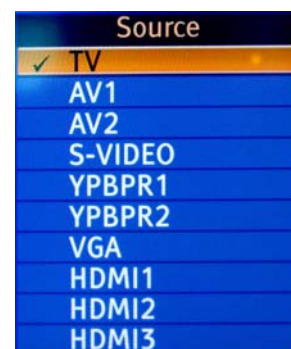 Source
✓ TV
AV1
AV2
S-VIDEO
YPBPR1
YPBPR2
VGA
HDMI1
HDMI2
HDMI3